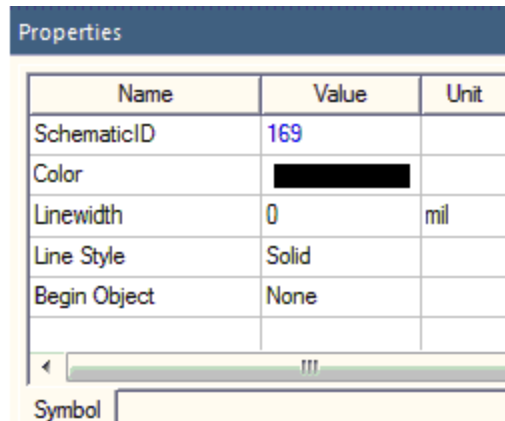 Properties
Name Value Unit
SchematicID 169
Color
Linewidth 0 mil
Line Style Solid
Begin Object None
Symbol